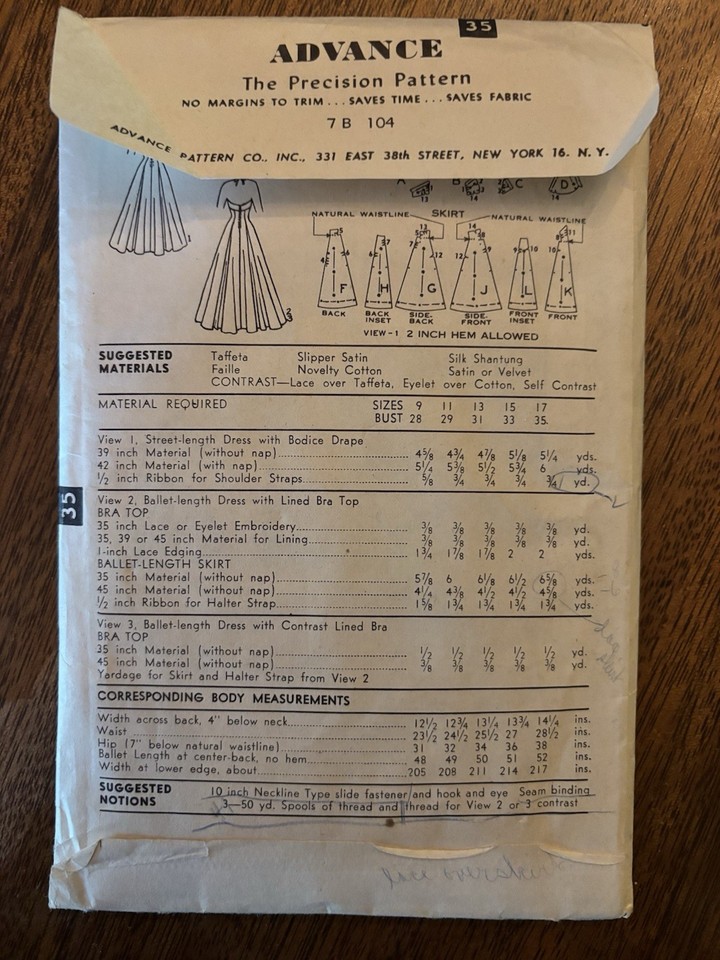 35
ADVANCE
The Precision Pattern
NO MARGINS TO TRIM... SAVES TIME... SAVES FABRIC
7 B 104
ADVANCE PATTERN CO., INC., 331 EAST 38th STREET, NEW YORK 16. N. Y.
A B C D
13 14 14
1
2
3
NATURAL WAISTLINE SKIRT NATURAL WAISTLINE
F H G J L K
BACK BACK INSET SIDE-BACK SIDE-FRONT FRONT INSET FRONT
VIEW-1 2 INCH HEM ALLOWED
SUGGESTED MATERIALS Taffeta Slipper Satin Silk Shantung
Faille Novelty Cotton Satin or Velvet
CONTRAST—Lace over Taffeta, Eyelet over Cotton, Self Contrast
MATERIAL REQUIRED SIZES 9 11 13 15 17
BUST 28 29 31 33 35.
View 1, Street-length Dress with Bodice Drape
39 inch Material (without nap) 4⅝ 4¾ 4⅞ 5⅛ 5¼ yds.
42 inch Material (with nap) 5¼ 5⅜ 5½ 5¾ 6 yds.
½ inch Ribbon for Shoulder Straps ⅝ ¾ ¾ ¾ ¾ yd.
35
View 2, Ballet-length Dress with Lined Bra Top
BRA TOP
35 inch Lace or Eyelet Embroidery ⅜ ⅜ ⅜ ⅜ ⅜ yd.
35, 39 or 45 inch Material for Lining ⅜ ⅜ ⅜ ⅜ ⅜ yd.
1-inch Lace Edging 1¾ 1⅞ 1⅞ 2 2 yds.
BALLET-LENGTH SKIRT
35 inch Material (without nap) 5⅞ 6 6⅛ 6½ 6⅝ yds.
45 inch Material (without nap) 4¼ 4⅜ 4½ 4½ 4⅝ yds.
½ inch Ribbon for Halter Strap 1⅝ 1¾ 1¾ 1¾ 1¾ yds.
View 3, Ballet-length Dress with Contrast Lined Bra
BRA TOP
35 inch Material (without nap) ½ ½ ½ ½ ½ yd.
45 inch Material (without nap) ⅜ ⅜ ⅜ ⅜ ⅜ yd.
Yardage for Skirt and Halter Strap from View 2
CORRESPONDING BODY MEASUREMENTS
Width across back, 4" below neck 12½ 12¾ 13¼ 13¾ 14¼ ins.
Waist 23½ 24½ 25½ 27 28½ ins.
Hip (7" below natural waistline) 31 32 34 36 38 ins.
Ballet Length at center-back, no hem 48 49 50 51 52 ins.
Width at lower edge, about 205 208 211 214 217 ins.
SUGGESTED NOTIONS 10 inch Neckline Type slide fastener and hook and eye Seam binding
3—50 yd. Spools of thread and thread for View 2 or 3 contrast
lace overskirt